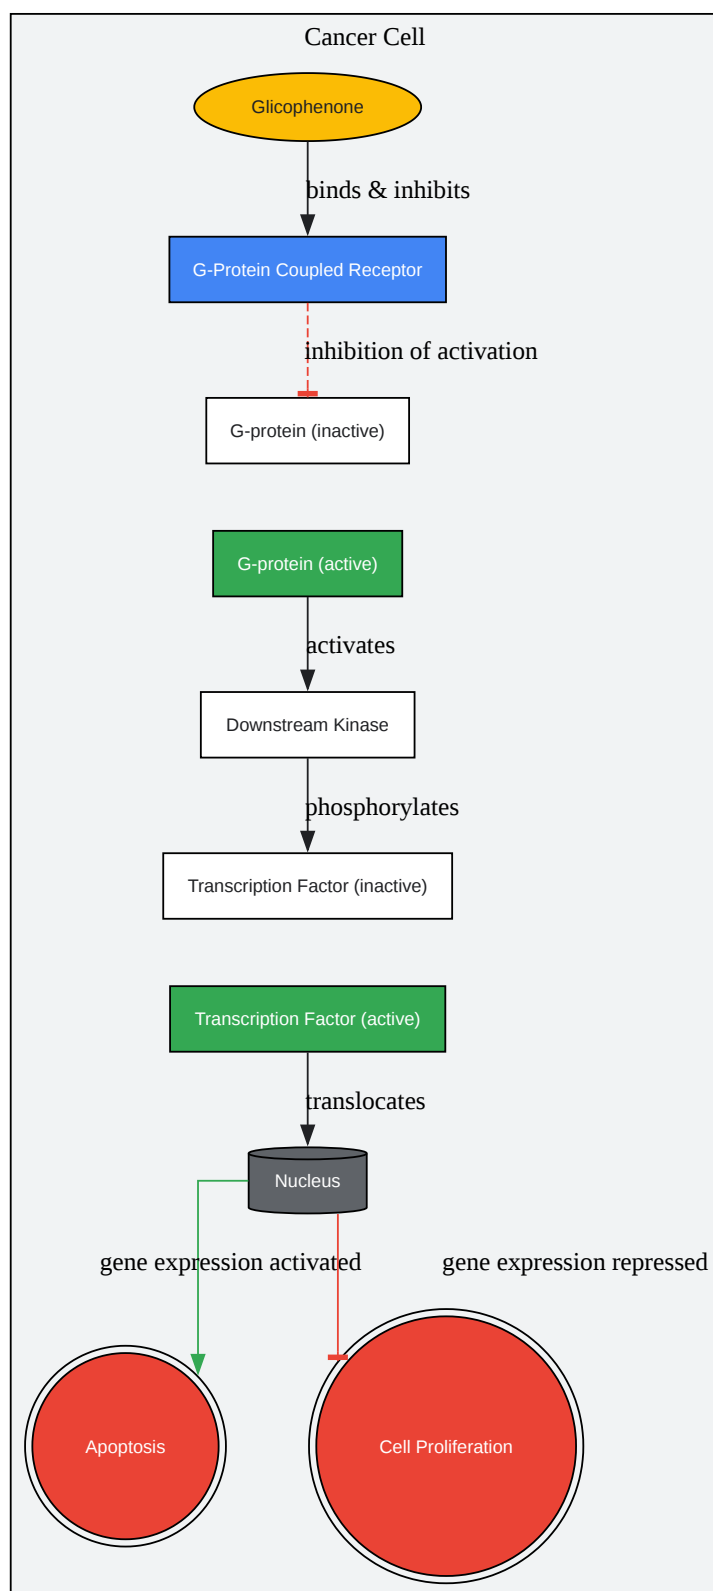 Cancer Cell
Glicophenone
binds & inhibits
G-Protein Coupled Receptor
inhibition of activation
G-protein (inactive)
G-protein (active)
activates
Downstream Kinase
phosphorylates
Transcription Factor (inactive)
Transcription Factor (active)
translocates
Nucleus
gene expression activated
gene expression repressed
Apoptosis
Cell Proliferation